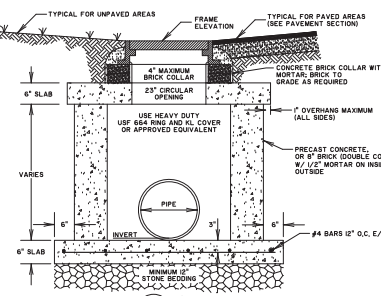 TYPICAL FOR UNPAVED AREAS
FRAME
ELEVATION
TYPICAL FOR PAVED AREAS
(SEE PAVEMENT SECTION)
4" MAXIMUM
BRICK COLLAR
CONCRETE BRICK COLLAR WIT
MORTAR; BRICK TO
GRADE AS REQUIRED
6" SLAB
23" CIRCULAR
OPENING
1" OVERHANG MAXIMUM
(ALL SIDES)
USE HEAVY DUTY
USF 664 RING AND KL COVER
OR APPROVED EQUIVALENT
PRECAST CONCRETE,
OR 8" BRICK (DOUBLE CO
W/ 1/2" MORTAR ON INSI
OUTSIDE
VARIES
PIPE
6"
INVERT
3"
6"
#4 BARS 12" O.C. E/
6" SLAB
MINIMUM 12"
STONE BEDDING